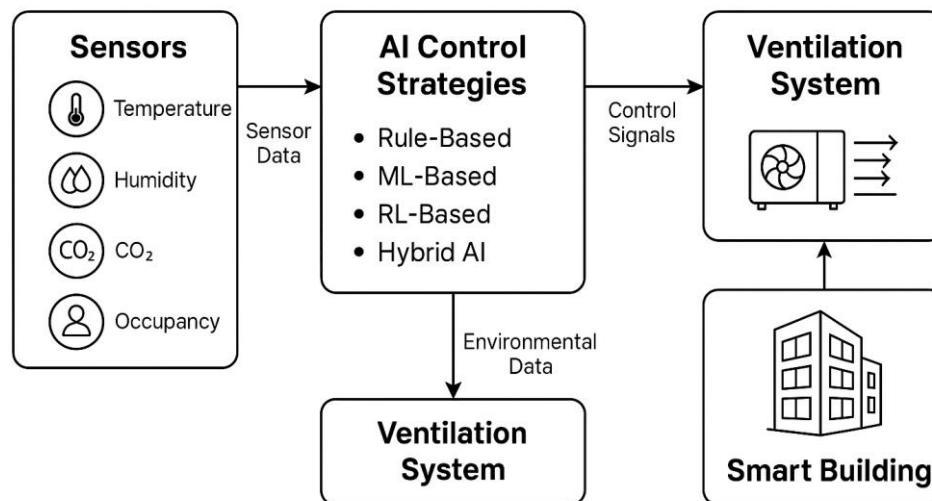 Sensors
Temperature
Humidity
CO₂ CO₂
Occupancy
Sensor
Data
AI Control
Strategies
• Rule-Based
• ML-Based
• RL-Based
• Hybrid AI
Control
Signals
Ventilation
System
Environmental
Data
Ventilation
System
Smart Building